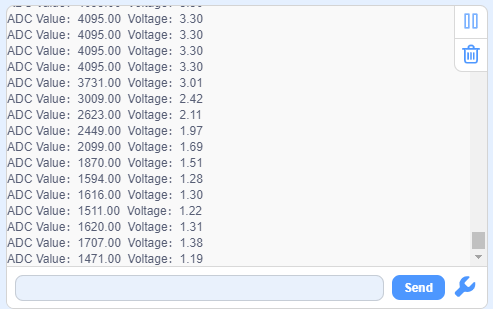 ADC Value: 4095.00 Voltage: 3.30
ADC Value: 4095.00 Voltage: 3.30
ADC Value: 4095.00 Voltage: 3.30
ADC Value: 4095.00 Voltage: 3.30
ADC Value: 3731.00 Voltage: 3.01
ADC Value: 3009.00 Voltage: 2.42
ADC Value: 2623.00 Voltage: 2.11
ADC Value: 2449.00 Voltage: 1.97
ADC Value: 2099.00 Voltage: 1.69
ADC Value: 1870.00 Voltage: 1.51
ADC Value: 1594.00 Voltage: 1.28
ADC Value: 1616.00 Voltage: 1.30
ADC Value: 1511.00 Voltage: 1.22
ADC Value: 1620.00 Voltage: 1.31
ADC Value: 1707.00 Voltage: 1.38
ADC Value: 1471.00 Voltage: 1.19
Send